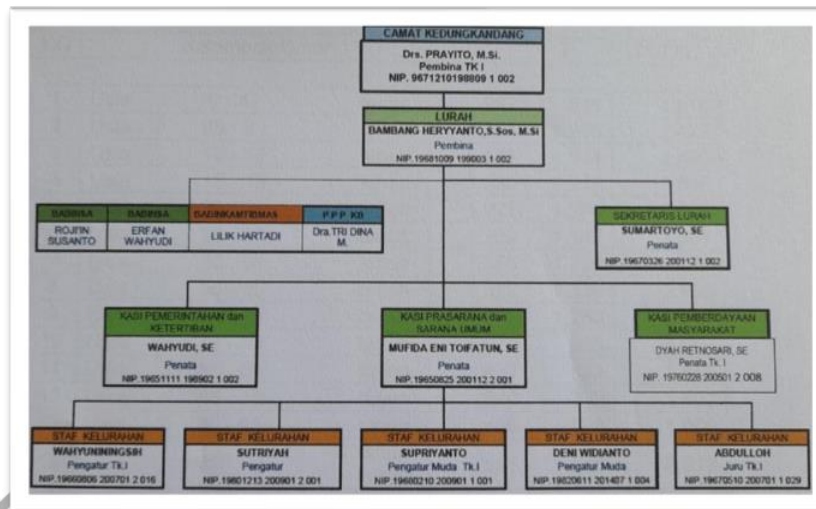 CAMAT KEDUNGKANDANG
Drs. PRAYITO, M.Si.
Pembina TK I
NIP. 9671210198809 1 002
LURAH
BAMBANG HERYYANTO,S.Sos, M.Si
Pembina
NIP.19681009 199003 1 002
BABINSA
ROJI'IN
SUSANTO
BABINSA
ERFAN
WAHYUDI
BABINKAMTIBMAS
LILIK HARTADI
P.P.P KB
Dra.TRI DINA
M.
SEKRETARIS LURAH
SUMARTOYO, SE
Penata
NIP.19670326 200112 1 002
KASI PEMERINTAHAN dan
KETERTIBAN
WAHYUDI, SE
Penata
NIP.19651111 198902 1 002
KASI PRASARANA dan
SARANA UMUM
MUFIDA ENI TOIFATUN, SE
Penata
NIP.19650825 200112 2 001
KASI PEMBERDAYAAN
MASYARAKAT
DYAH RETNOSARI, SE
Penata Tk. I
NIP. 19760226 200501 2 008
STAF KELURAHAN
WAHYUNININGSIH
Pengatur Tk.I
NIP.19660806 200701 2 016
STAF KELURAHAN
SUTRIYAH
Pengatur
NIP.19801213 200901 2 001
STAF KELURAHAN
SUPRIYANTO
Pengatur Muda Tk.I
NIP.19680210 200901 1 001
STAF KELURAHAN
DENI WIDIANTO
Pengatur Muda
NIP.19820611 201407 1 004
STAF KELURAHAN
ABDULLOH
Juru Tk.I
NIP.19670510 200701 1 029